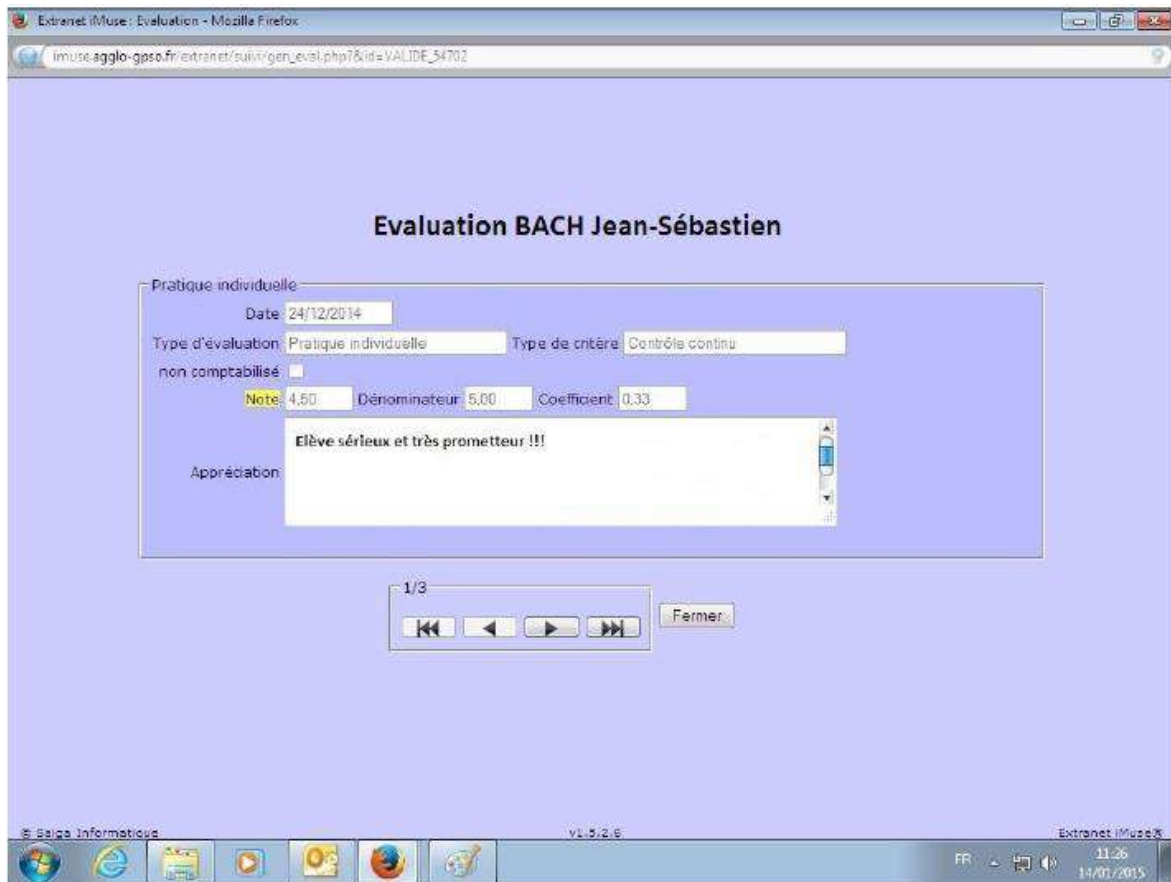 Extranet iMuse : Evaluation - Mozilla Firefox
imuse.agglo-gpso.fr/extranet/suivi/gen_eval.php?&id=VALIDE_54702
Evaluation BACH Jean-Sébastien
Pratique individuelle
Date 24/12/2014
Type d'évaluation Pratique individuelle Type de critère Contrôle continu
non comptabilisé
Note 4,50 Dénominateur 5,00 Coefficient 0,33
Elève sérieux et très prometteur !!!
Appréciation
1/3
Fermer
© Saiga Informatique v1.5.2.6 Extranet iMuse®
FR 11:26
14/01/2015